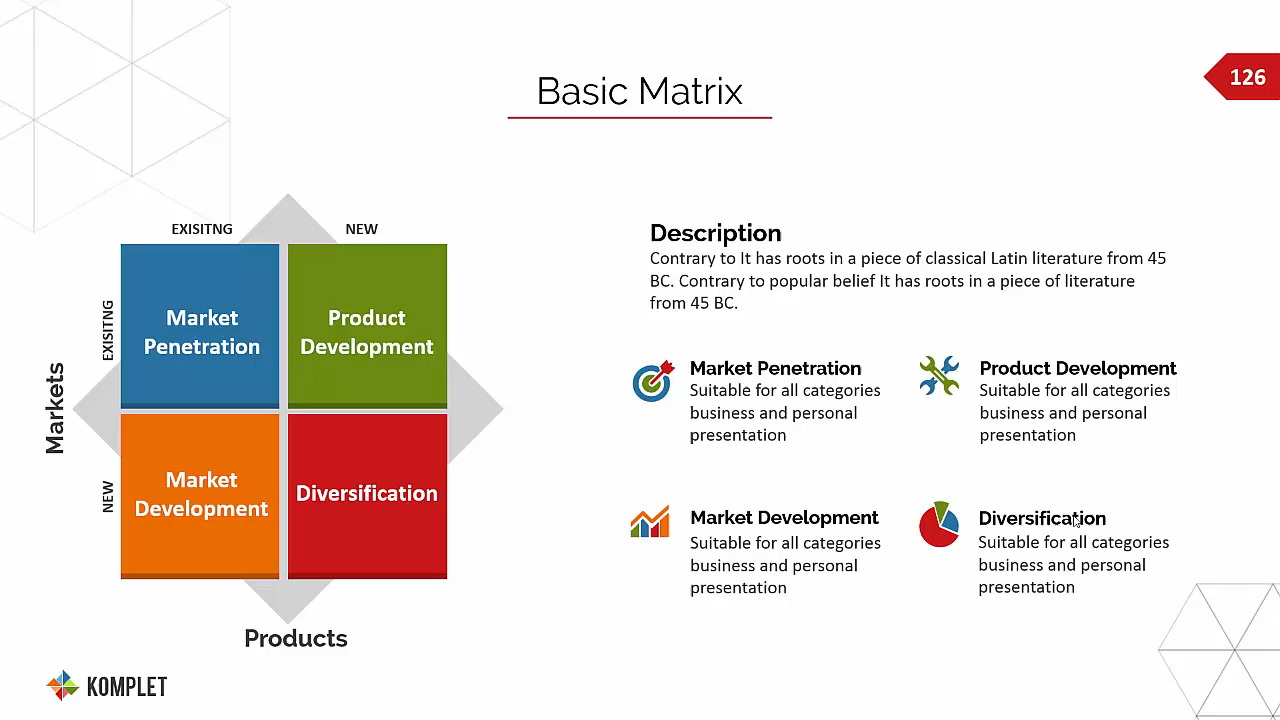 Basic Matrix
126
EXISITNG
NEW
EXISITNG
NEW
Markets
Market
Penetration
Product
Development
Market
Development
Diversification
Products
Description
Contrary to It has roots in a piece of classical Latin literature from 45
BC. Contrary to popular belief It has roots in a piece of literature
from 45 BC.
Market Penetration
Suitable for all categories
business and personal
presentation
Product Development
Suitable for all categories
business and personal
presentation
Market Development
Suitable for all categories
business and personal
presentation
Diversification
Suitable for all categories
business and personal
presentation
KOMPLET